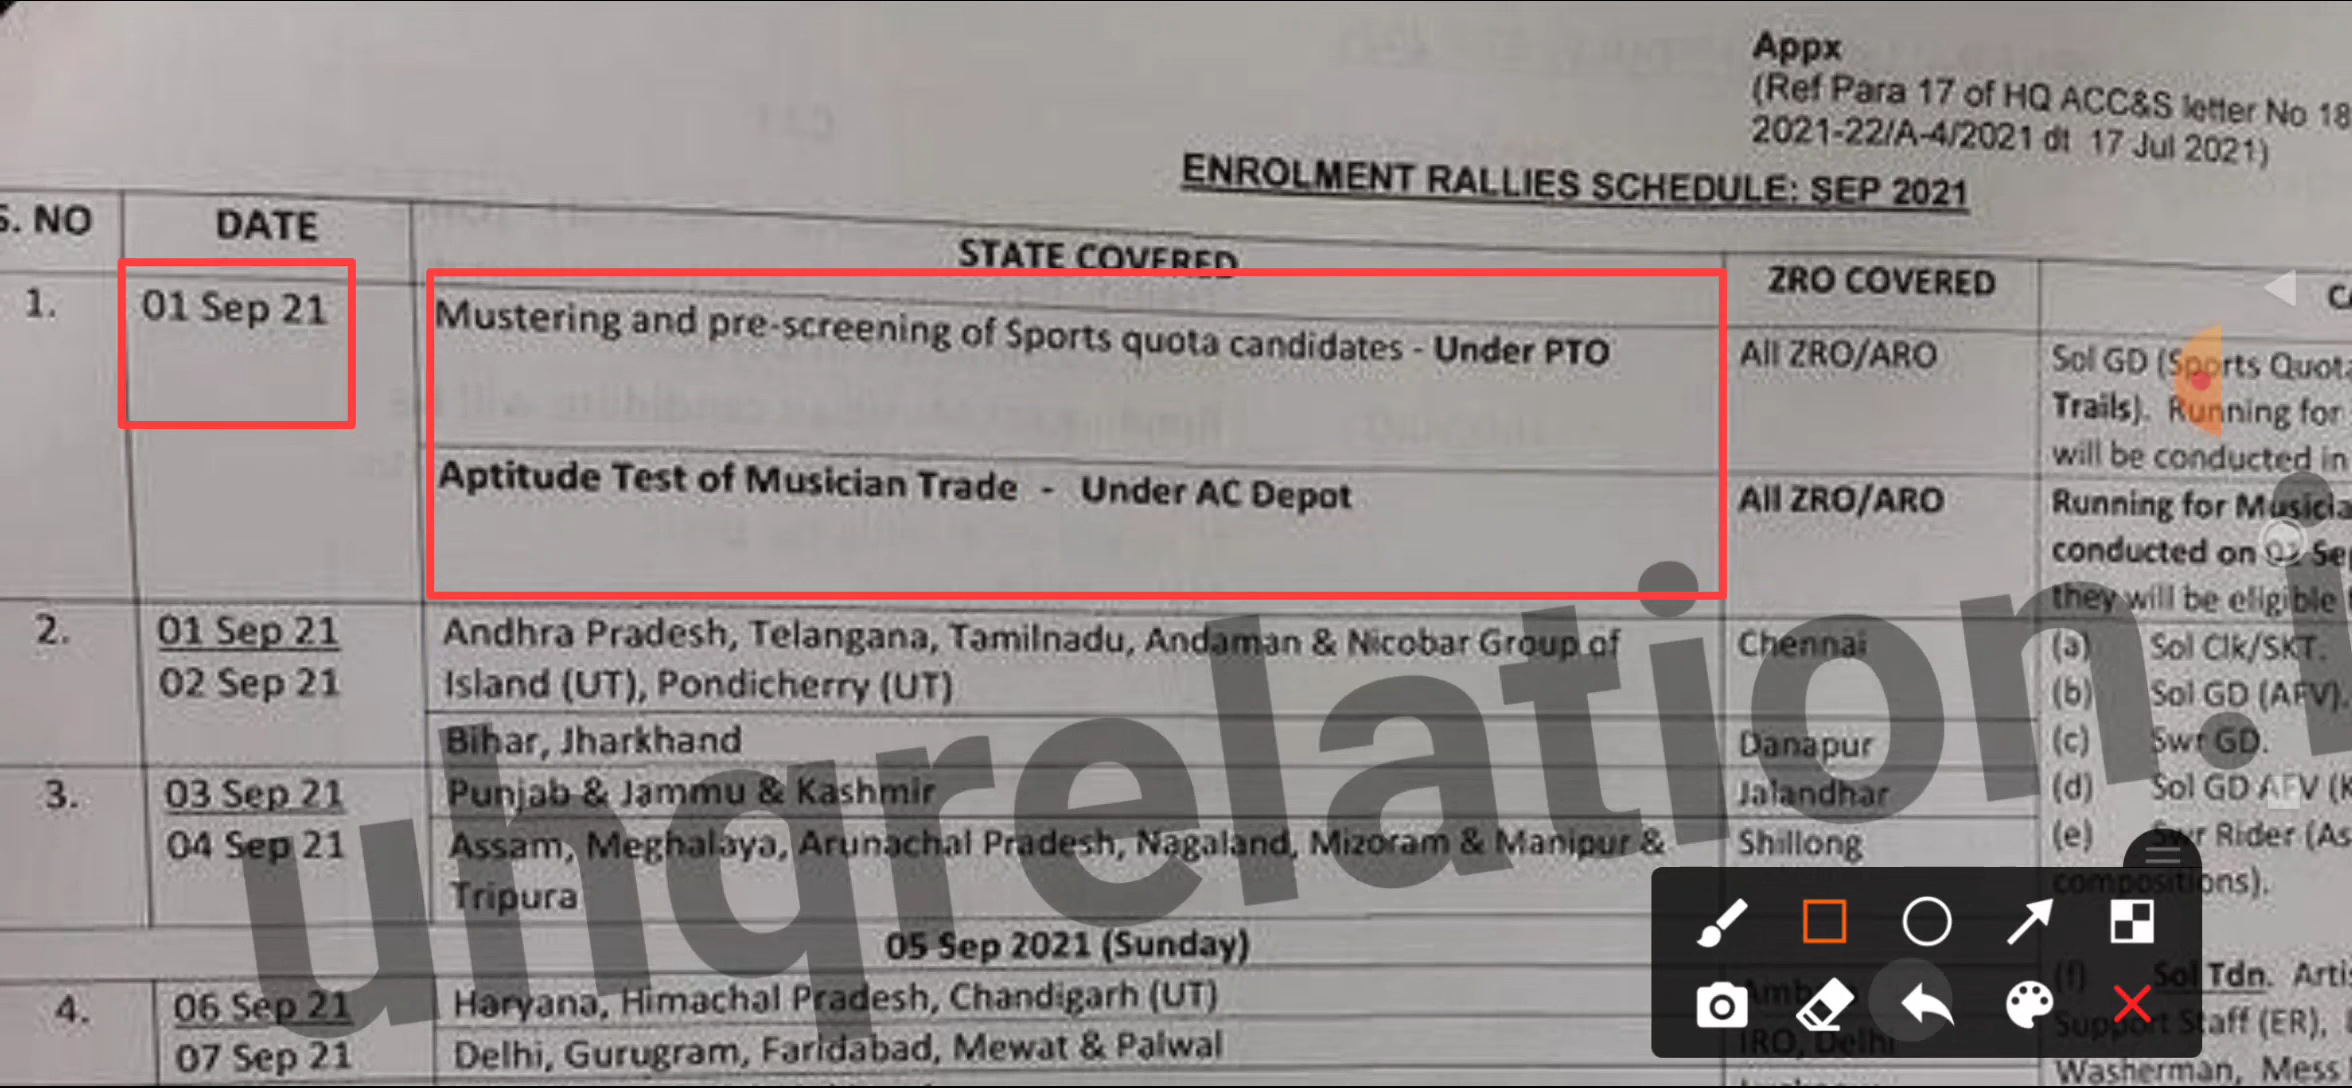 Appx
(Ref Para 17 of HQ ACC&S letter No 18
2021-22/A-4/2021 dt 17 Jul 2021)
ENROLMENT RALLIES SCHEDULE: SEP 2021
S. NO DATE STATE COVERED ZRO COVERED
1. 01 Sep 21 Mustering and pre-screening of Sports quota candidates - Under PTO All ZRO/ARO Sol GD (Sports Quota
Trails). Running for
will be conducted in
Aptitude Test of Musician Trade - Under AC Depot All ZRO/ARO Running for Musicia
conducted on Sep
they will be eligible
2. 01 Sep 21 Andhra Pradesh, Telangana, Tamilnadu, Andaman & Nicobar Group of Chennai (a) Sol Clk/SKT.
02 Sep 21 Island (UT), Pondicherry (UT) (b) Sol GD (AFV).
Bihar, Jharkhand Danapur (c) Swr GD.
3. 03 Sep 21 Punjab & Jammu & Kashmir Jalandhar (d) Sol GD AFV (K
04 Sep 21 Assam, Meghalaya, Arunachal Pradesh, Nagaland, Mizoram & Manipur & Shillong (e) Swr Rider (As
Tripura compositions).
05 Sep 2021 (Sunday)
4. 06 Sep 21 Haryana, Himachal Pradesh, Chandigarh (UT) (f) Sol Tdn. Arti
07 Sep 21 Delhi, Gurugram, Faridabad, Mewat & Palwal IRO, Delhi Support Staff (ER),
Washerman, Mess
uhqrelation.i